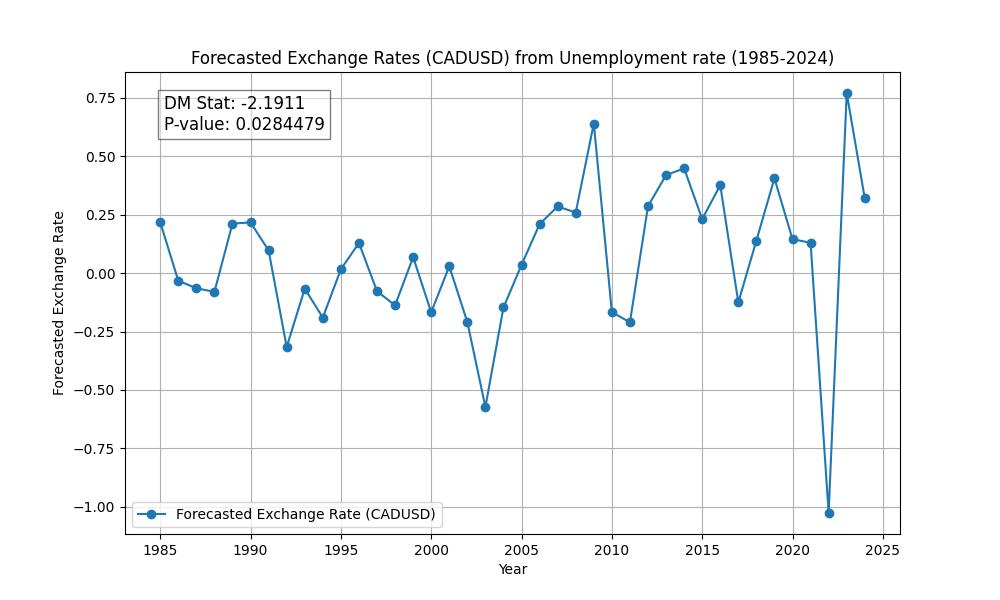 Forecasted Exchange Rates (CADUSD) from Unemployment rate (1985-2024)
DM Stat: -2.1911
P-value: 0.0284479
Forecasted Exchange Rate
0.75
0.50
0.25
0.00
−0.25
−0.50
−0.75
−1.00
Forecasted Exchange Rate (CADUSD)
1985 1990 1995 2000 2005 2010 2015 2020 2025
Year